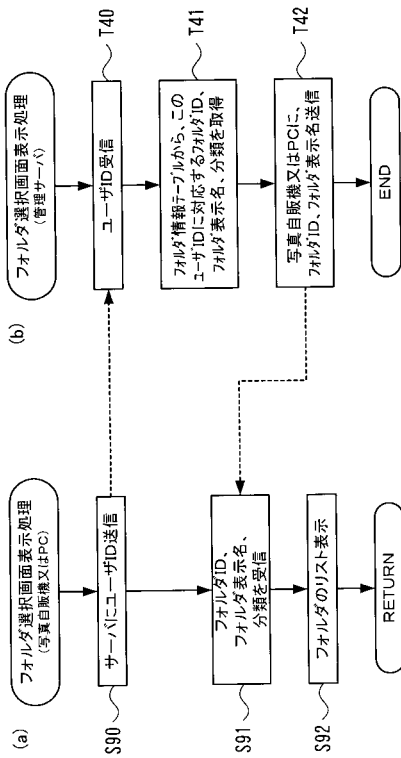 (a)
フォルダ選択画面表示処理
(写真自販機又はPC)
S90
サーバにユーザID送信
S91
フォルダID、
フォルダ表示名、
分類を受信
S92
フォルダのリスト表示
RETURN
(b)
フォルダ選択画面表示処理
(管理サーバ)
T40
ユーザID受信
T41
フォルダ情報テーブルから、この
ユーザIDに対応するフォルダID、
フォルダ表示名、分類を取得
T42
写真自販機又はPCに、
フォルダID、フォルダ表示名送信
END